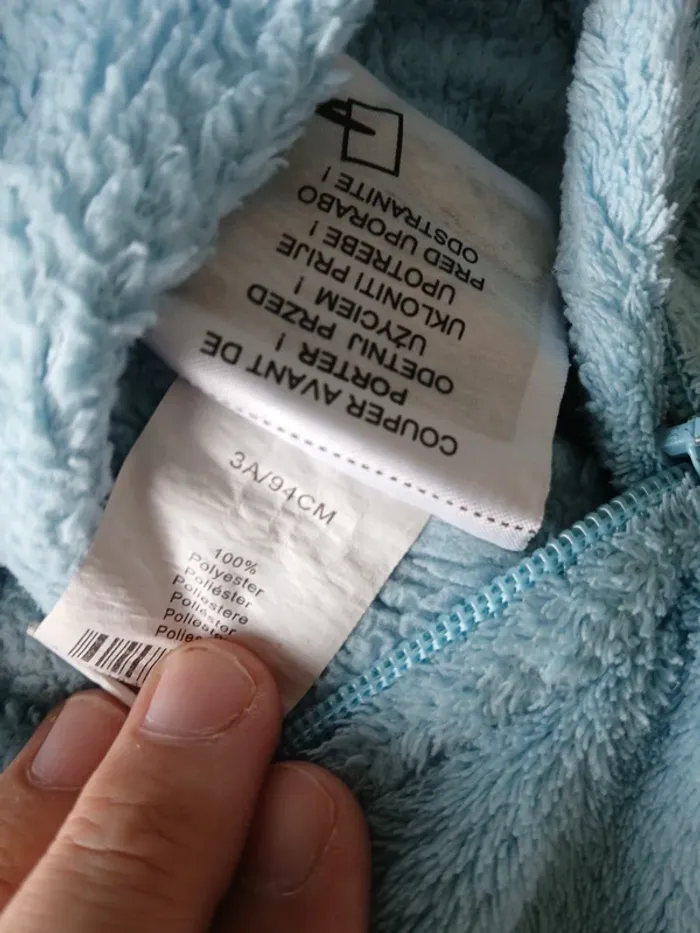 COUPER AVANT DE
PORTER !
ODETNIJ PRZED
UŻYCIEM !
UKLONITI PRIJE
UPOTREBE !
PRED UPORABO
ODSTRANITE !
3A/94CM
100%
Polyester
Poliéster
Poliestere
Poliéster